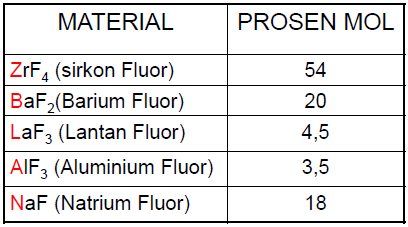 MATERIAL PROSEN MOL
ZrF4 (sirkon Fluor) 54
BaF2(Barium Fluor) 20
LaF3 (Lantan Fluor) 4,5
AlF3 (Aluminium Fluor) 3,5
NaF (Natrium Fluor) 18